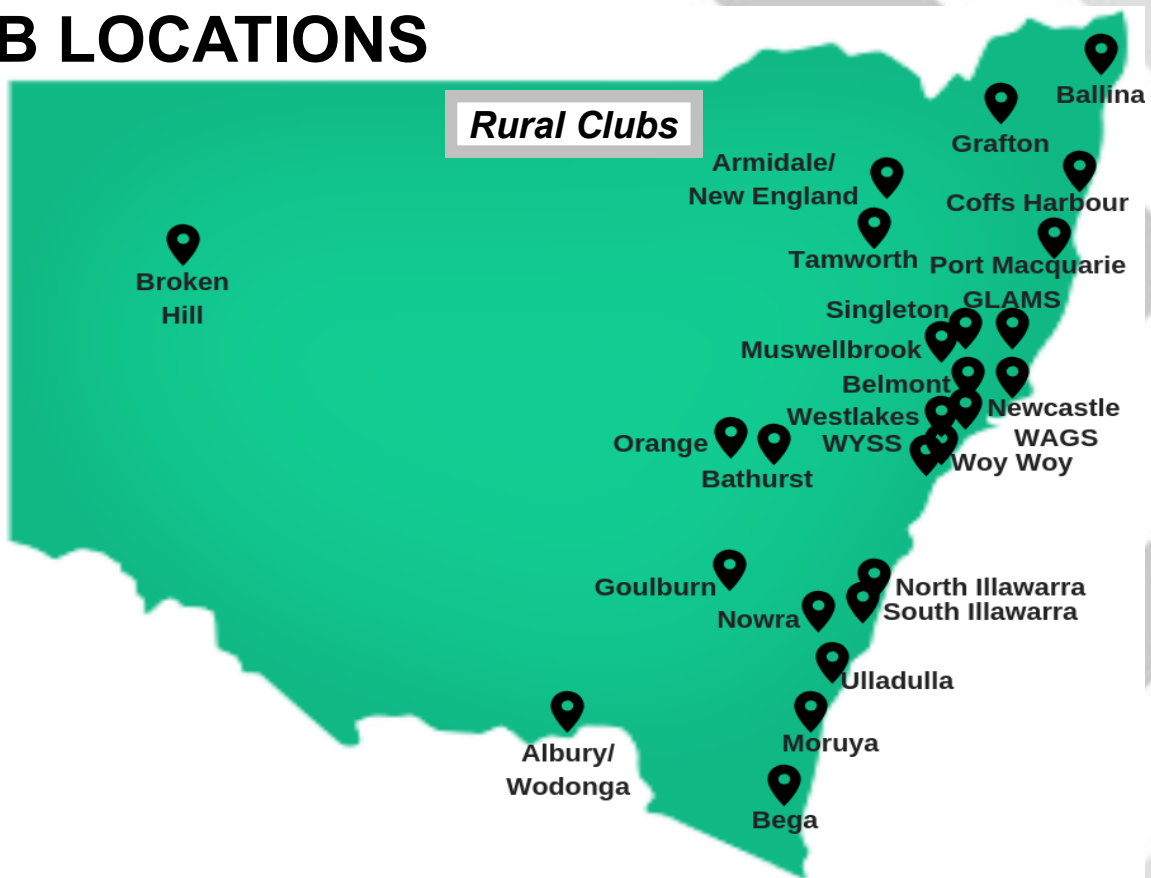 B LOCATIONS
Rural Clubs
Ballina
Grafton
Armidale/
New England
Coffs Harbour
Tamworth
Port Macquarie
Broken
Hill
GLAMS
Singleton
Muswellbrook
Belmont
Newcastle
Westlakes
WAGS
Orange
WYSS
Woy Woy
Bathurst
Goulburn
North Illawarra
South Illawarra
Nowra
Ulladulla
Moruya
Albury/
Wodonga
Bega